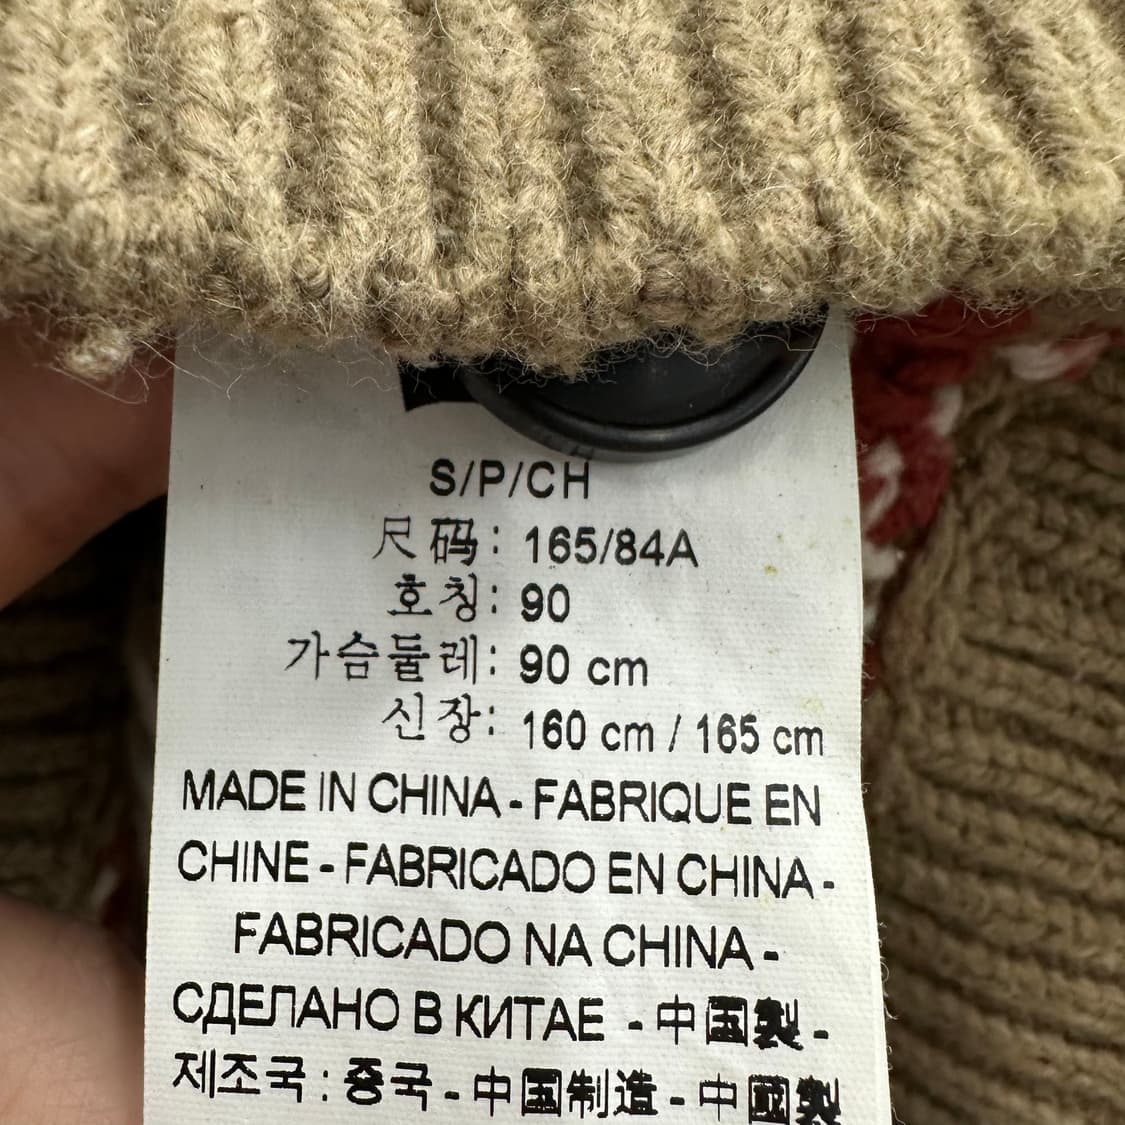 S/P/CH
尺码: 165/84A
호칭: 90
가슴둘레: 90 cm
신장: 160 cm / 165 cm
MADE IN CHINA - FABRIQUE EN
CHINE - FABRICADO EN CHINA -
FABRICADO NA CHINA -
СДЕЛАНО В КИТАЕ - 中国製 -
제조국: 중국 - 中国制造 - 中國製